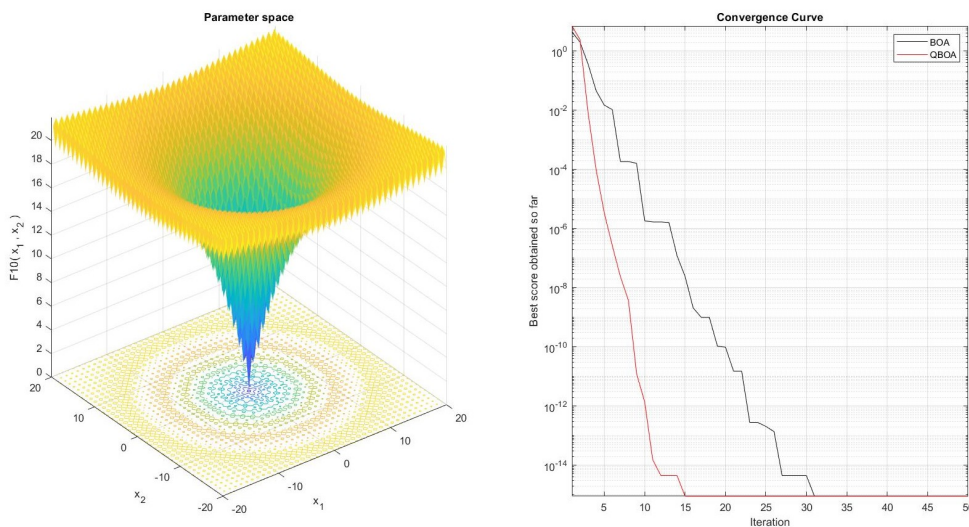 Parameter space
20
18
16
14
12
10
8
6
4
2
0
F10( x₁ , x₂ )
20
10
0
-10
-20
x₂
-20
-10
0
10
20
x₁
Convergence Curve
BOA
QBOA
10⁰
10⁻²
10⁻⁴
10⁻⁶
10⁻⁸
10⁻¹⁰
10⁻¹²
10⁻¹⁴
Best score obtained so far
5 10 15 20 25 30 35 40 45 50
Iteration